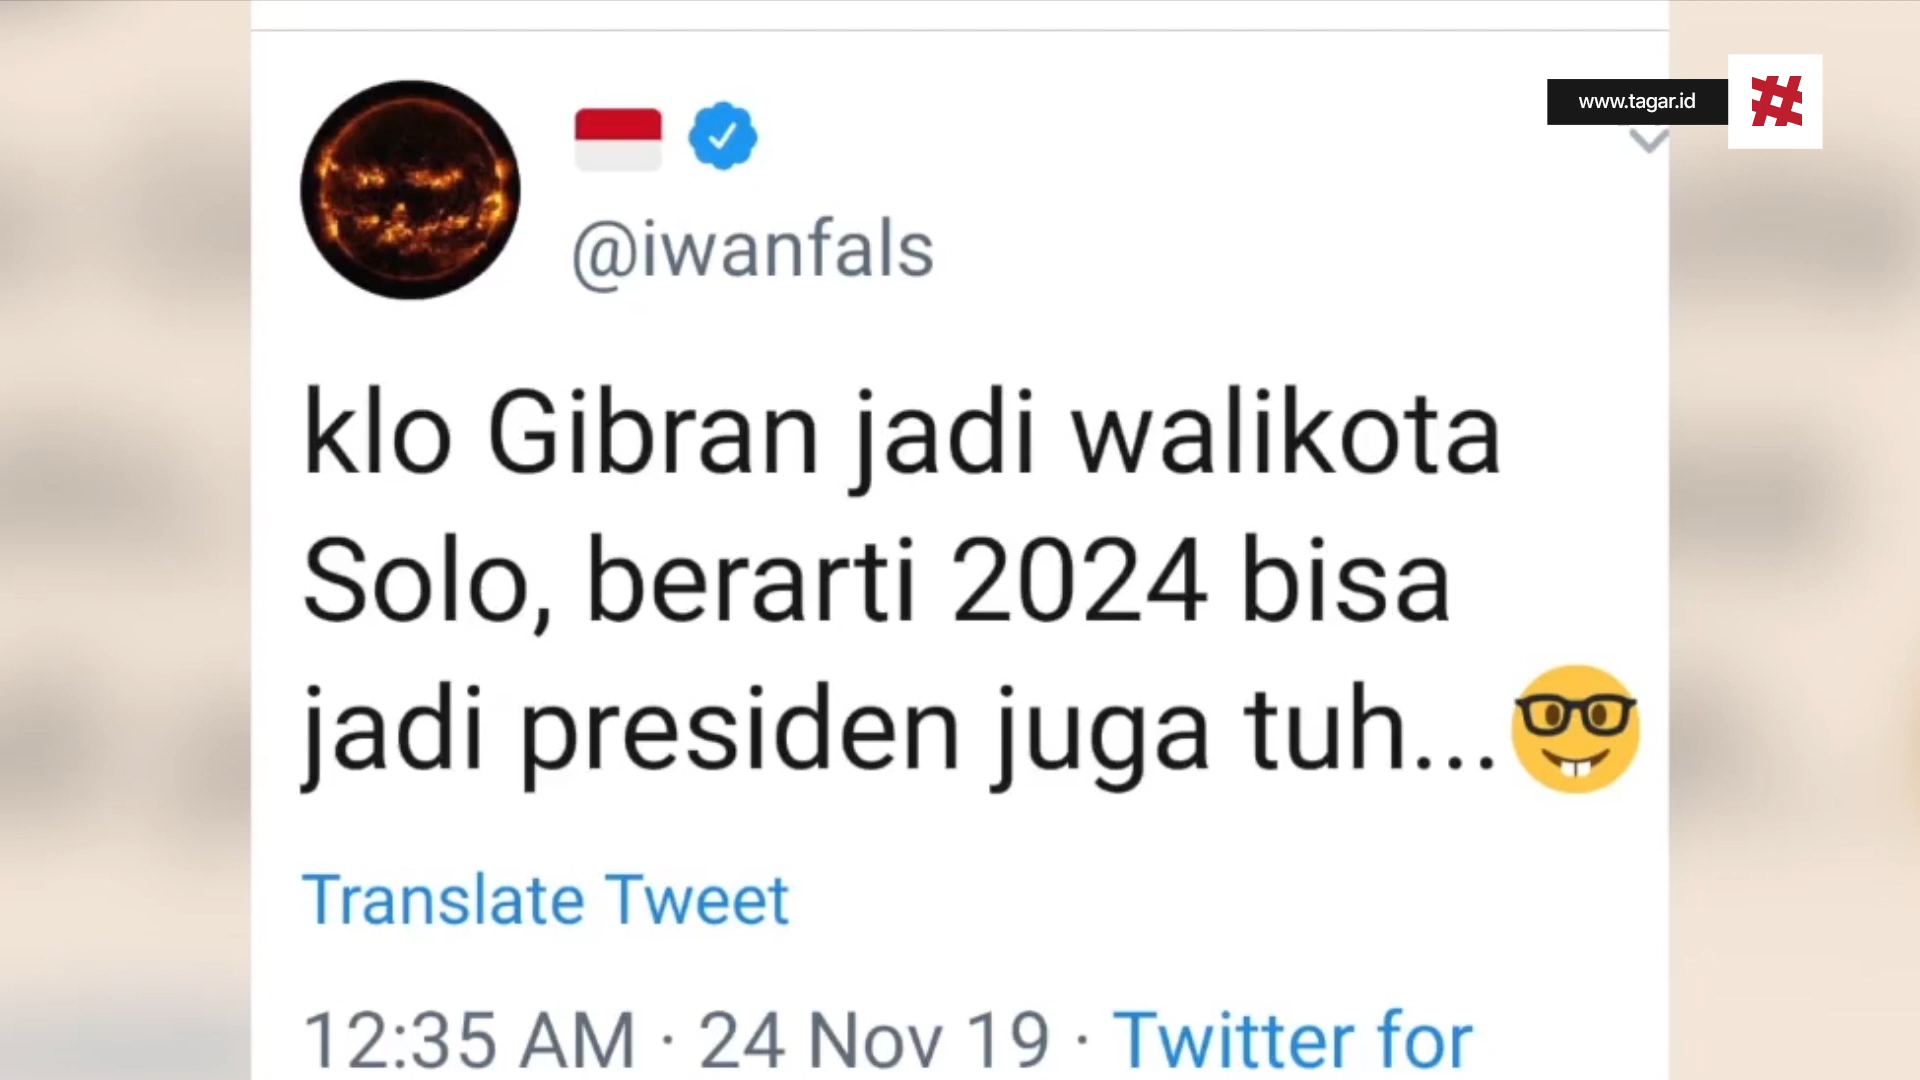 www.tagar.id
@iwanfals
klo Gibran jadi walikota
Solo, berarti 2024 bisa
jadi presiden juga tuh...🤓
Translate Tweet
12:35 AM · 24 Nov 19 · Twitter for